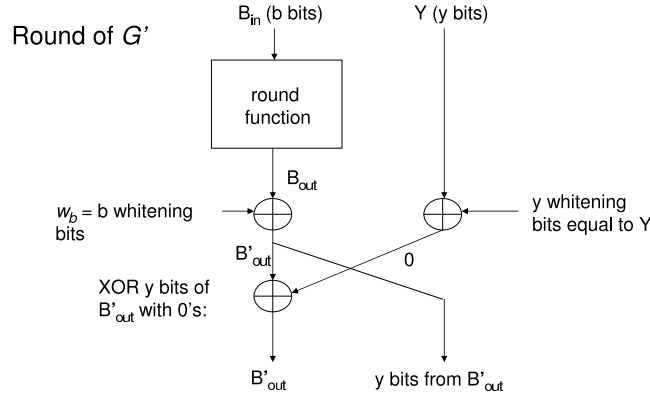 Round of G'
B_in (b bits)
Y (y bits)
round
function
B_out
w_b = b whitening
bits
y whitening
bits equal to Y
B'_out
0
XOR y bits of
B'_out with 0's:
B'_out
y bits from B'_out